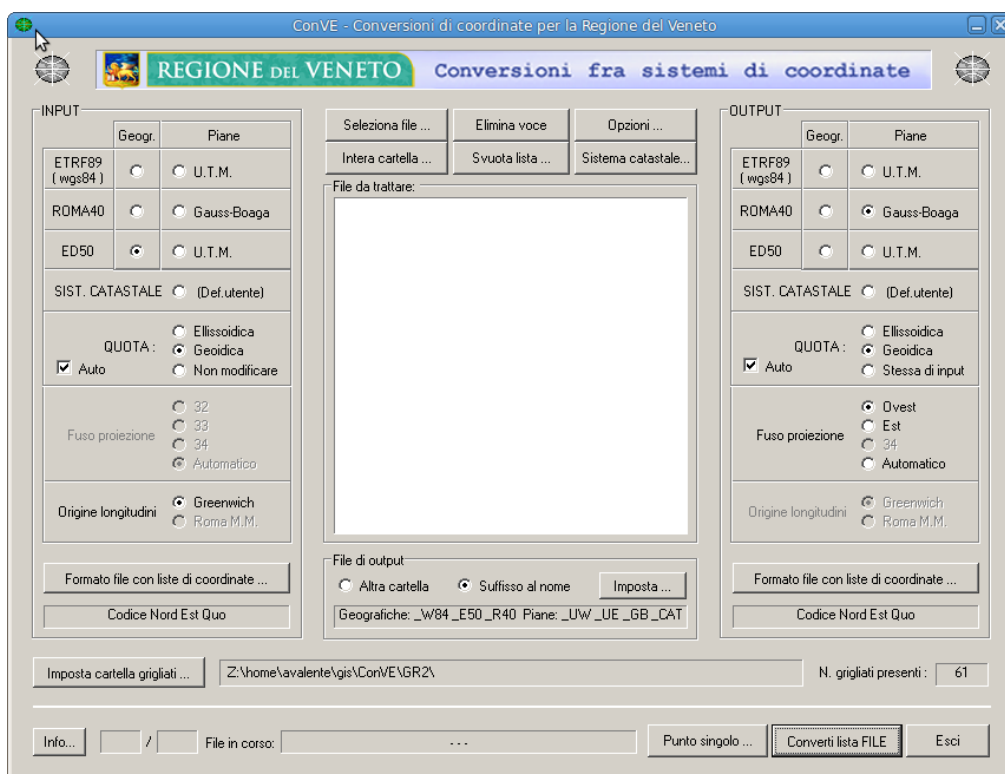 ConVE - Conversioni di coordinate per la Regione del Veneto
REGIONE DEL VENETO Conversioni fra sistemi di coordinate
INPUT
Geogr. Piane
ETRF89 (wgs84) U.T.M.
ROMA40 Gauss-Boaga
ED50 U.T.M.
SIST. CATASTALE (Def.utente)
QUOTA :
Auto
Ellissoidica
Geoidica
Non modificare
Fuso proiezione
32
33
34
Automatico
Origine longitudini
Greenwich
Roma M.M.
Formato file con liste di coordinate ...
Codice Nord Est Quo
Seleziona file ... Elimina voce Opzioni ...
Intera cartella ... Svuota lista ... Sistema catastale...
File da trattare:
File di output
Altra cartella Suffisso al nome Imposta ...
Geografiche: _W84 _E50 _R40 Piane: _UW _UE _GB _CAT
OUTPUT
Geogr. Piane
ETRF89 (wgs84) U.T.M.
ROMA40 Gauss-Boaga
ED50 U.T.M.
SIST. CATASTALE (Def.utente)
QUOTA :
Auto
Ellissoidica
Geoidica
Stessa di input
Fuso proiezione
Ovest
Est
34
Automatico
Origine longitudini
Greenwich
Roma M.M.
Formato file con liste di coordinate ...
Codice Nord Est Quo
Imposta cartella grigliati ... Z:\home\avalente\gis\ConVE\GR2\ N. grigliati presenti : 61
Info... / File in corso: . . . Punto singolo ... Converti lista FILE Esci